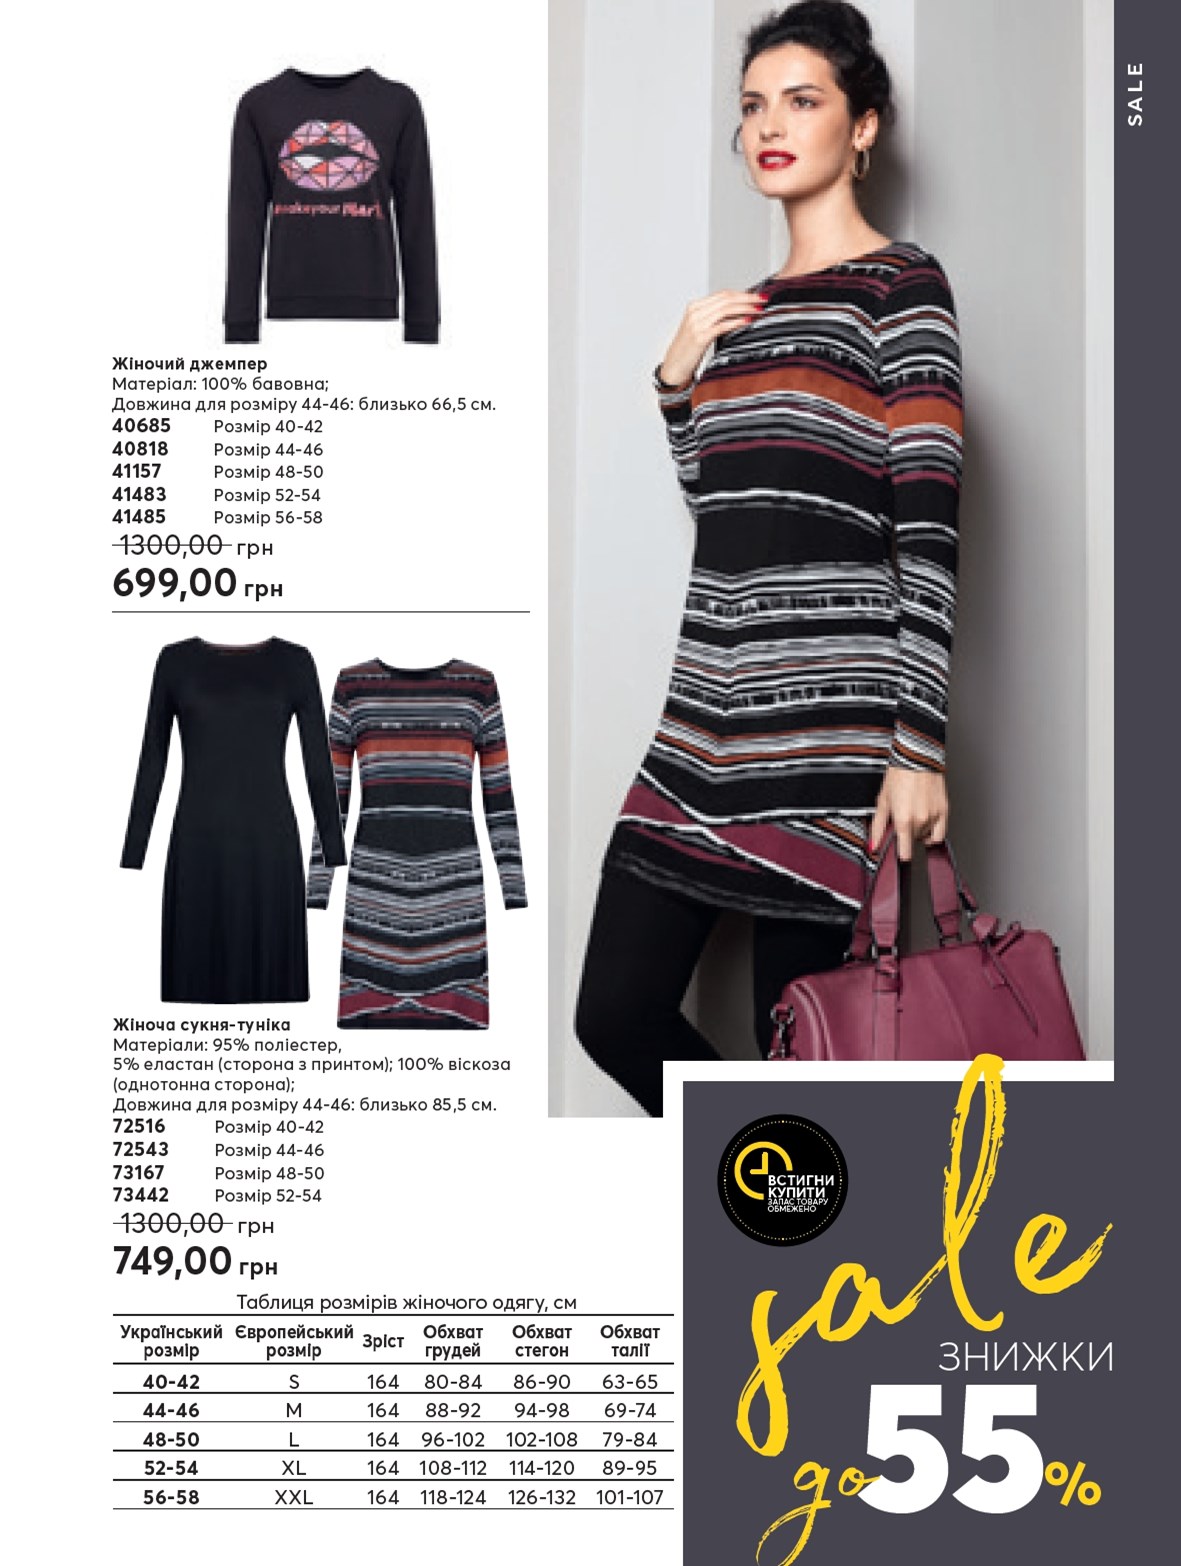 SALE
Жіночий джемпер
Матеріал: 100% бавовна;
Довжина для розміру 44-46: близько 66,5 см.
40685 Розмір 40-42
40818 Розмір 44-46
41157 Розмір 48-50
41483 Розмір 52-54
41485 Розмір 56-58
1300,00 грн
699,00 грн
Жіноча сукня-туніка
Матеріали: 95% поліестер,
5% еластан (сторона з принтом); 100% віскоза
(однотонна сторона);
Довжина для розміру 44-46: близько 85,5 см.
72516 Розмір 40-42
72543 Розмір 44-46
73167 Розмір 48-50
73442 Розмір 52-54
1300,00 грн
749,00 грн
Таблиця розмірів жіночого одягу, см
Український розмір Європейський розмір Зріст Обхват грудей Обхват стегон Обхват талії
40-42 S 164 80-84 86-90 63-65
44-46 M 164 88-92 94-98 69-74
48-50 L 164 96-102 102-108 79-84
52-54 XL 164 108-112 114-120 89-95
56-58 XXL 164 118-124 126-132 101-107
ВСТИГНИ
КУПИТИ
ЗАПАС ТОВАРУ
ОБМЕЖЕНО
sale
ЗНИЖКИ
до 55%